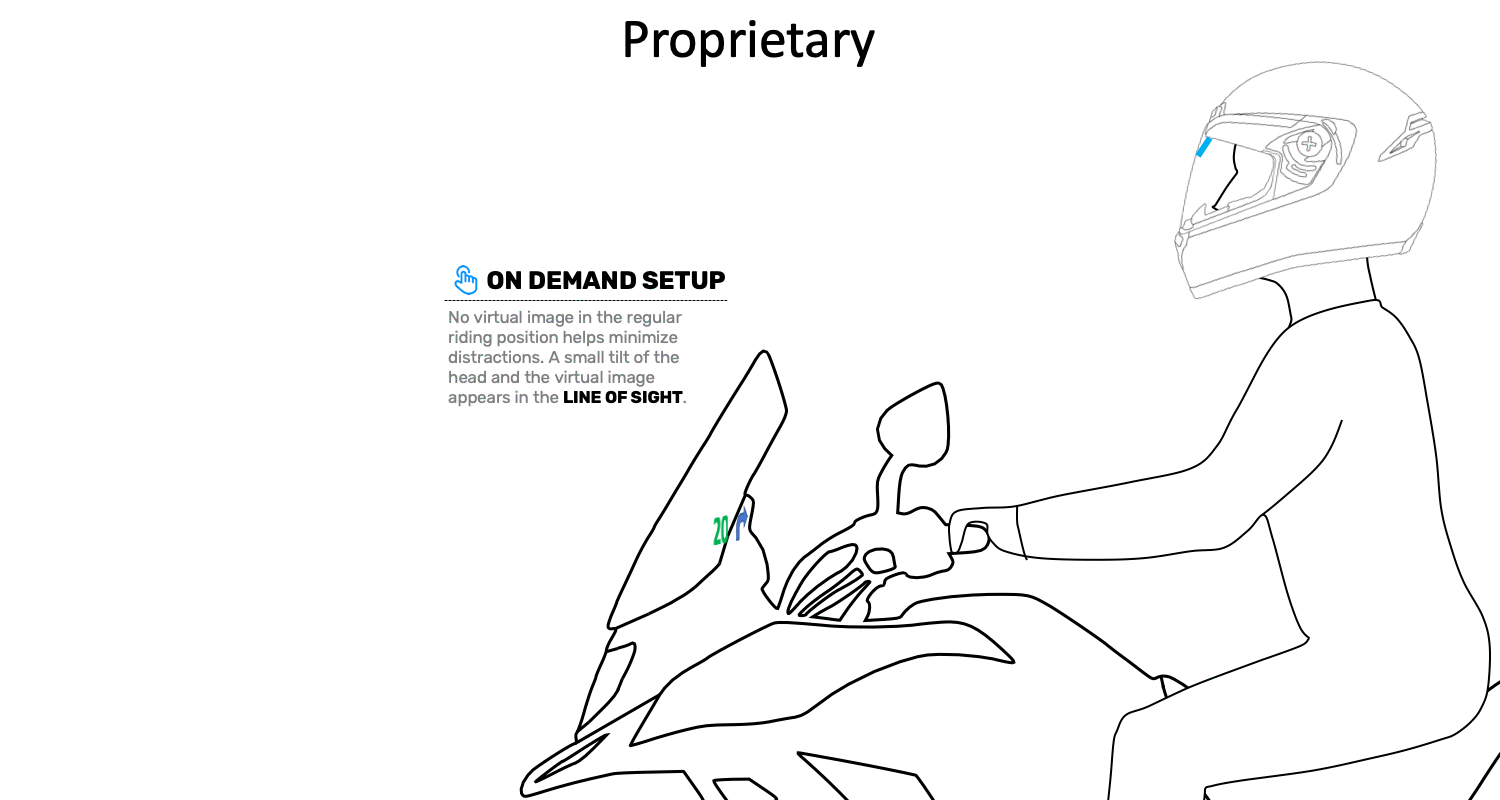 Proprietary
ON DEMAND SETUP
No virtual image in the regular
riding position helps minimize
distractions. A small tilt of the
head and the virtual image
appears in the LINE OF SIGHT.
20